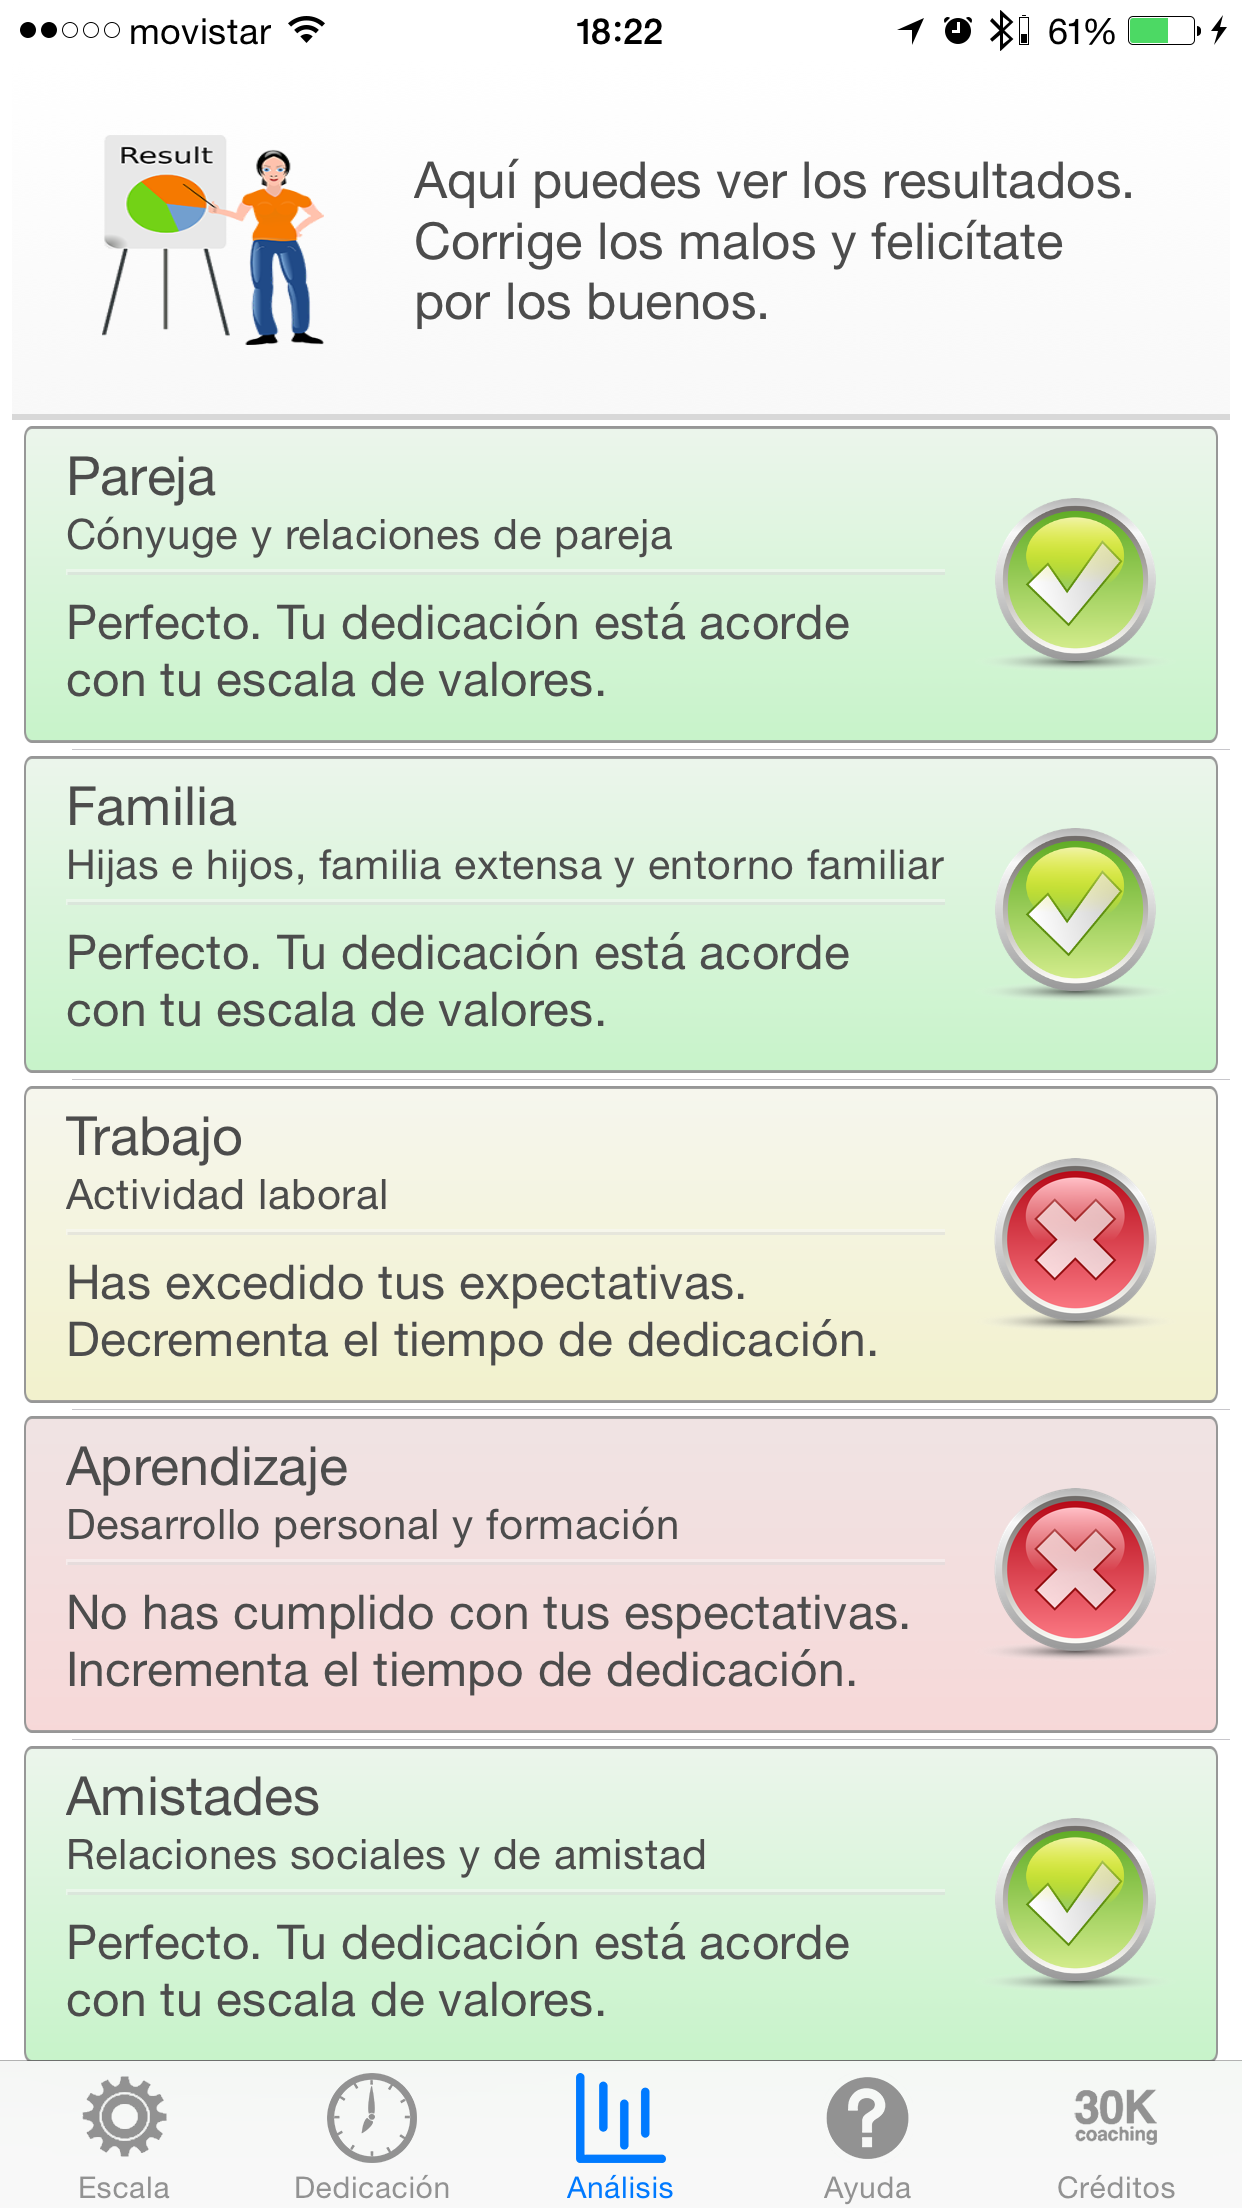 movistar
18:22
61%
Result
Aquí puedes ver los resultados.
Corrige los malos y felicítate
por los buenos.
Pareja
Cónyuge y relaciones de pareja
Perfecto. Tu dedicación está acorde
con tu escala de valores.
Familia
Hijas e hijos, familia extensa y entorno familiar
Perfecto. Tu dedicación está acorde
con tu escala de valores.
Trabajo
Actividad laboral
Has excedido tus expectativas.
Decrementa el tiempo de dedicación.
Aprendizaje
Desarrollo personal y formación
No has cumplido con tus espectativas.
Incrementa el tiempo de dedicación.
Amistades
Relaciones sociales y de amistad
Perfecto. Tu dedicación está acorde
con tu escala de valores.
30K
coaching
Escala
Dedicación
Análisis
Ayuda
Créditos